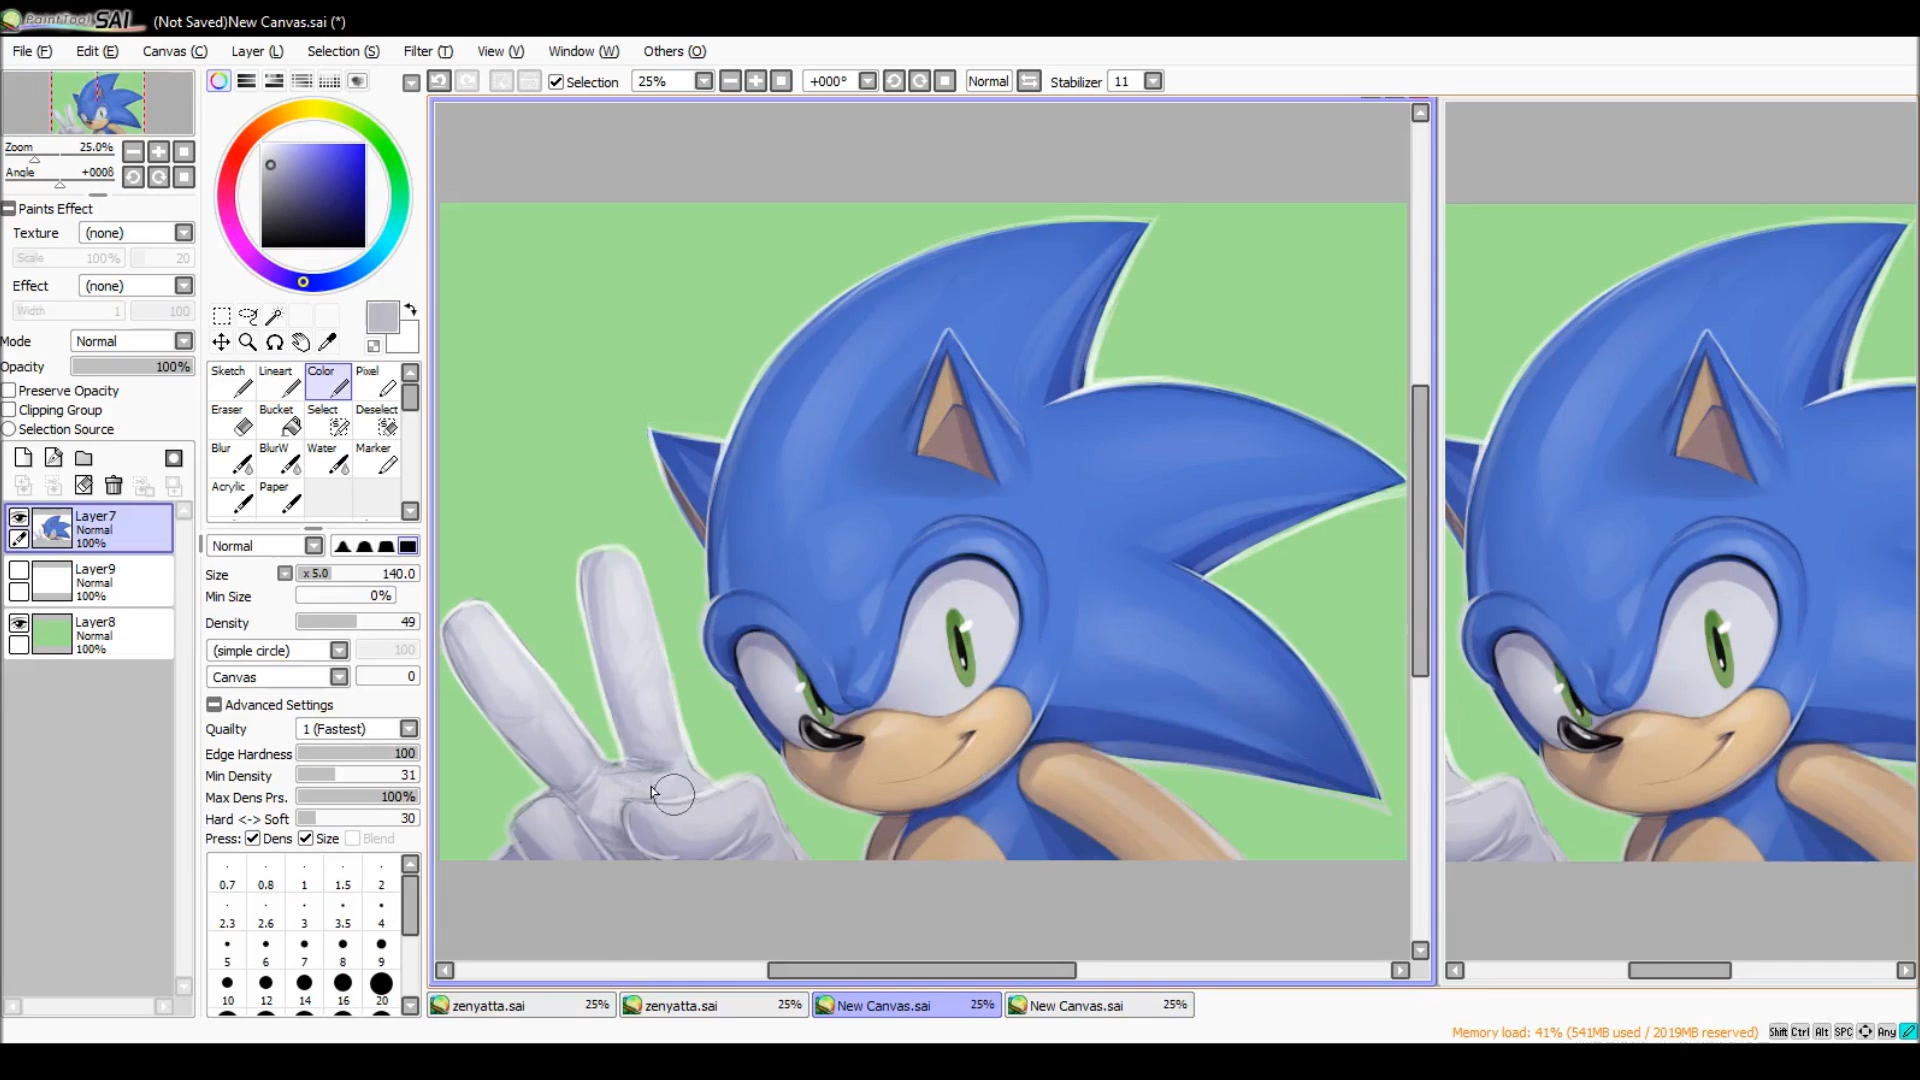 PaintTool SAI (Not Saved)New Canvas.sai (*)
File (F) Edit (E) Canvas (C) Layer (L) Selection (S) Filter (T) View (V) Window (W) Others (O)
Selection 25% +000° Normal Stabilizer 11
Zoom 25.0%
Angle +000ß
Paints Effect
Texture (none)
Scale 100% 20
Effect (none)
Width 1 100
Mode Normal
Opacity 100%
Preserve Opacity
Clipping Group
Selection Source
Layer7
Normal
100%
Layer9
Normal
100%
Layer8
Normal
100%
Sketch Lineart Color Pixel
Eraser Bucket Select Deselect
Blur BlurW Water Marker
Acrylic Paper
Normal
Size x 5.0 140.0
Min Size 0%
Density 49
(simple circle) 100
Canvas 0
Advanced Settings
Quailty 1 (Fastest)
Edge Hardness 100
Min Density 31
Max Dens Prs. 100%
Hard <-> Soft 30
Press: Dens Size Blend
0.7 0.8 1 1.5 2
2.3 2.6 3 3.5 4
5 6 7 8 9
10 12 14 16 20
zenyatta.sai 25% zenyatta.sai 25% New Canvas.sai 25% New Canvas.sai 25%
Memory load: 41% (541MB used / 2019MB reserved) Shift Ctrl Alt SPC Any